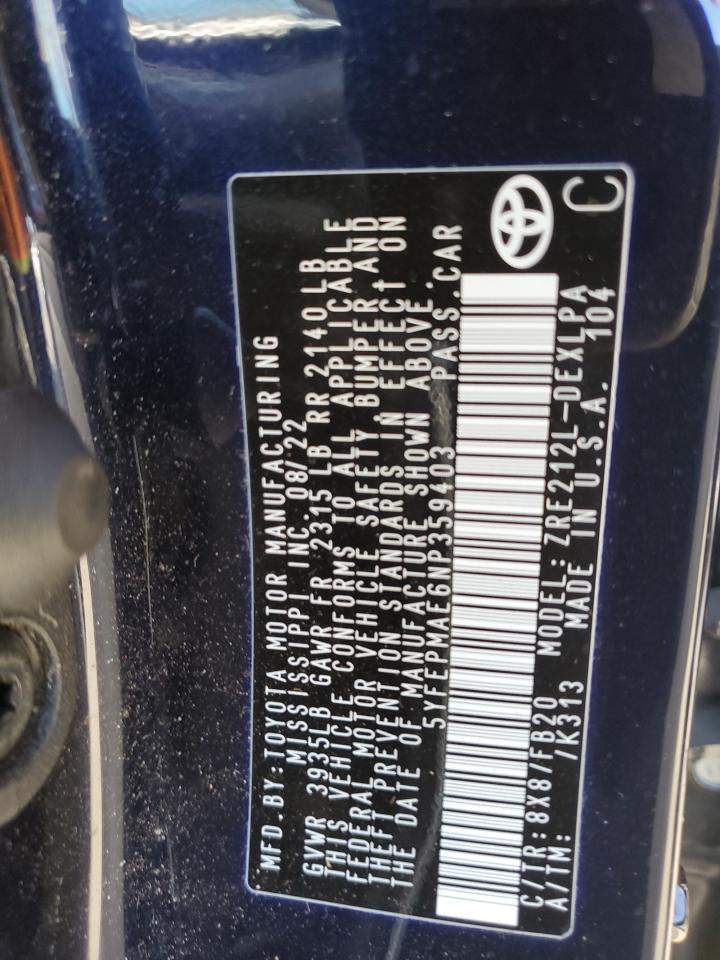 MFD.BY:TOYOTA MOTOR MANUFACTURING
MISSISSIPPI INC. 08/22
GVWR 3935LB GAWR FR 2315 LB RR 2140LB
THIS VEHICLE CONFORMS TO ALL APPLICABLE
FEDERAL MOTOR VEHICLE SAFETY BUMPER AND
THEFT PREVENTION STANDARDS IN EFFECT ON
THE DATE OF MANUFACTURE SHOWN ABOVE.
5YFEPMAE6NP359403 PASS.CAR
C/TR:8X8/FB20 MODEL:ZRE212L-DEXLPA
A/TM: /K313 MADE IN U.S.A. 104
C